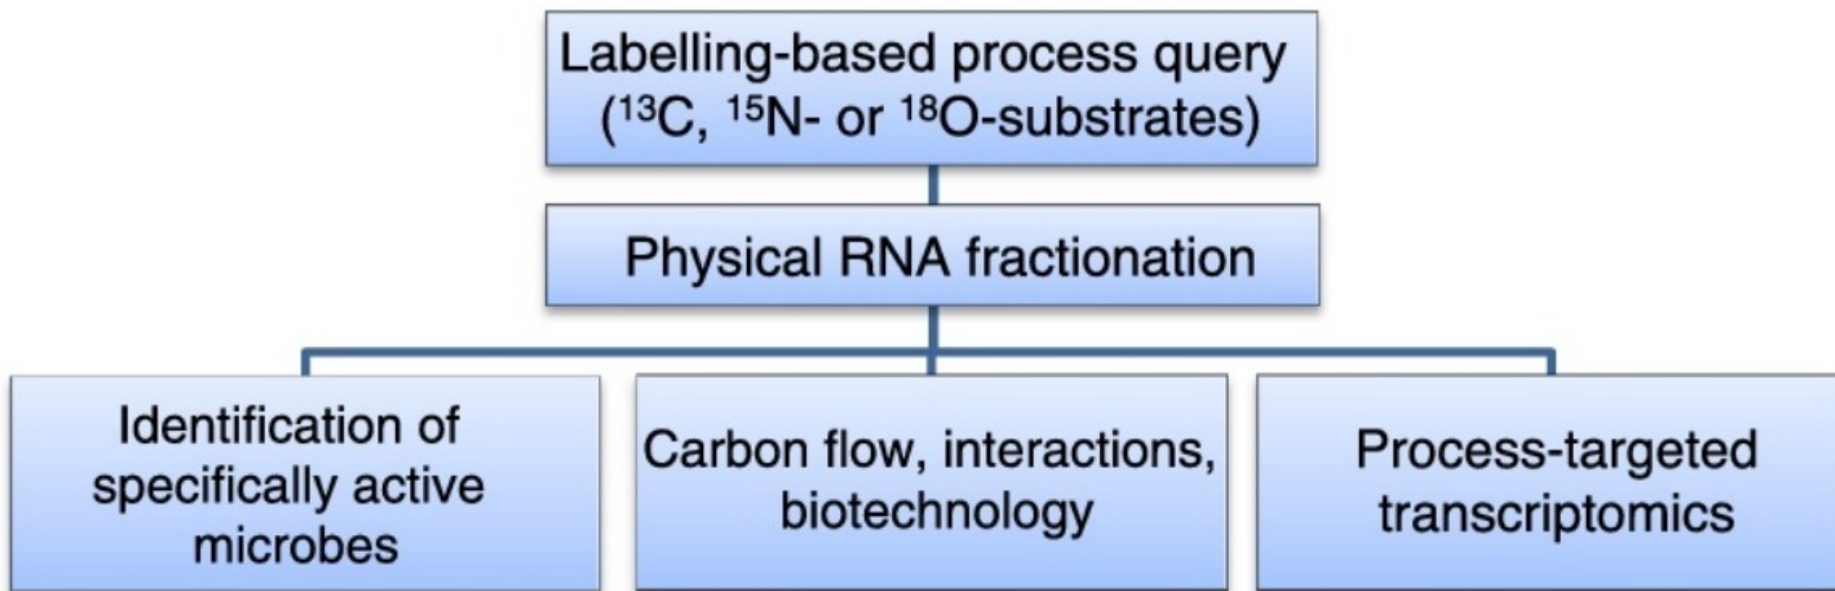 Labelling-based process query
(¹³C, ¹⁵N- or ¹⁸O-substrates)
Physical RNA fractionation
Identification of
specifically active
microbes
Carbon flow, interactions,
biotechnology
Process-targeted
transcriptomics